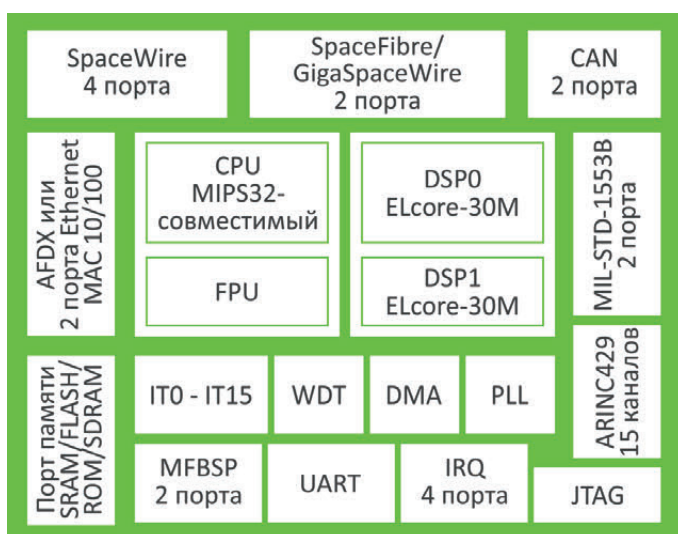 SpaceWire
4 порта
SpaceFibre/
GigaSpaceWire
2 порта
CAN
2 порта
AFDX или
2 порта Ethernet
MAC 10/100
CPU
MIPS32-
совместимый
FPU
DSP0
ELcore-30M
DSP1
ELcore-30M
MIL-STD-1553B
2 порта
Порт памяти
SRAM/FLASH/
ROM/SDRAM
IT0 - IT15
WDT
DMA
PLL
ARINC429
15 каналов
MFBSP
2 порта
UART
IRQ
4 порта
JTAG